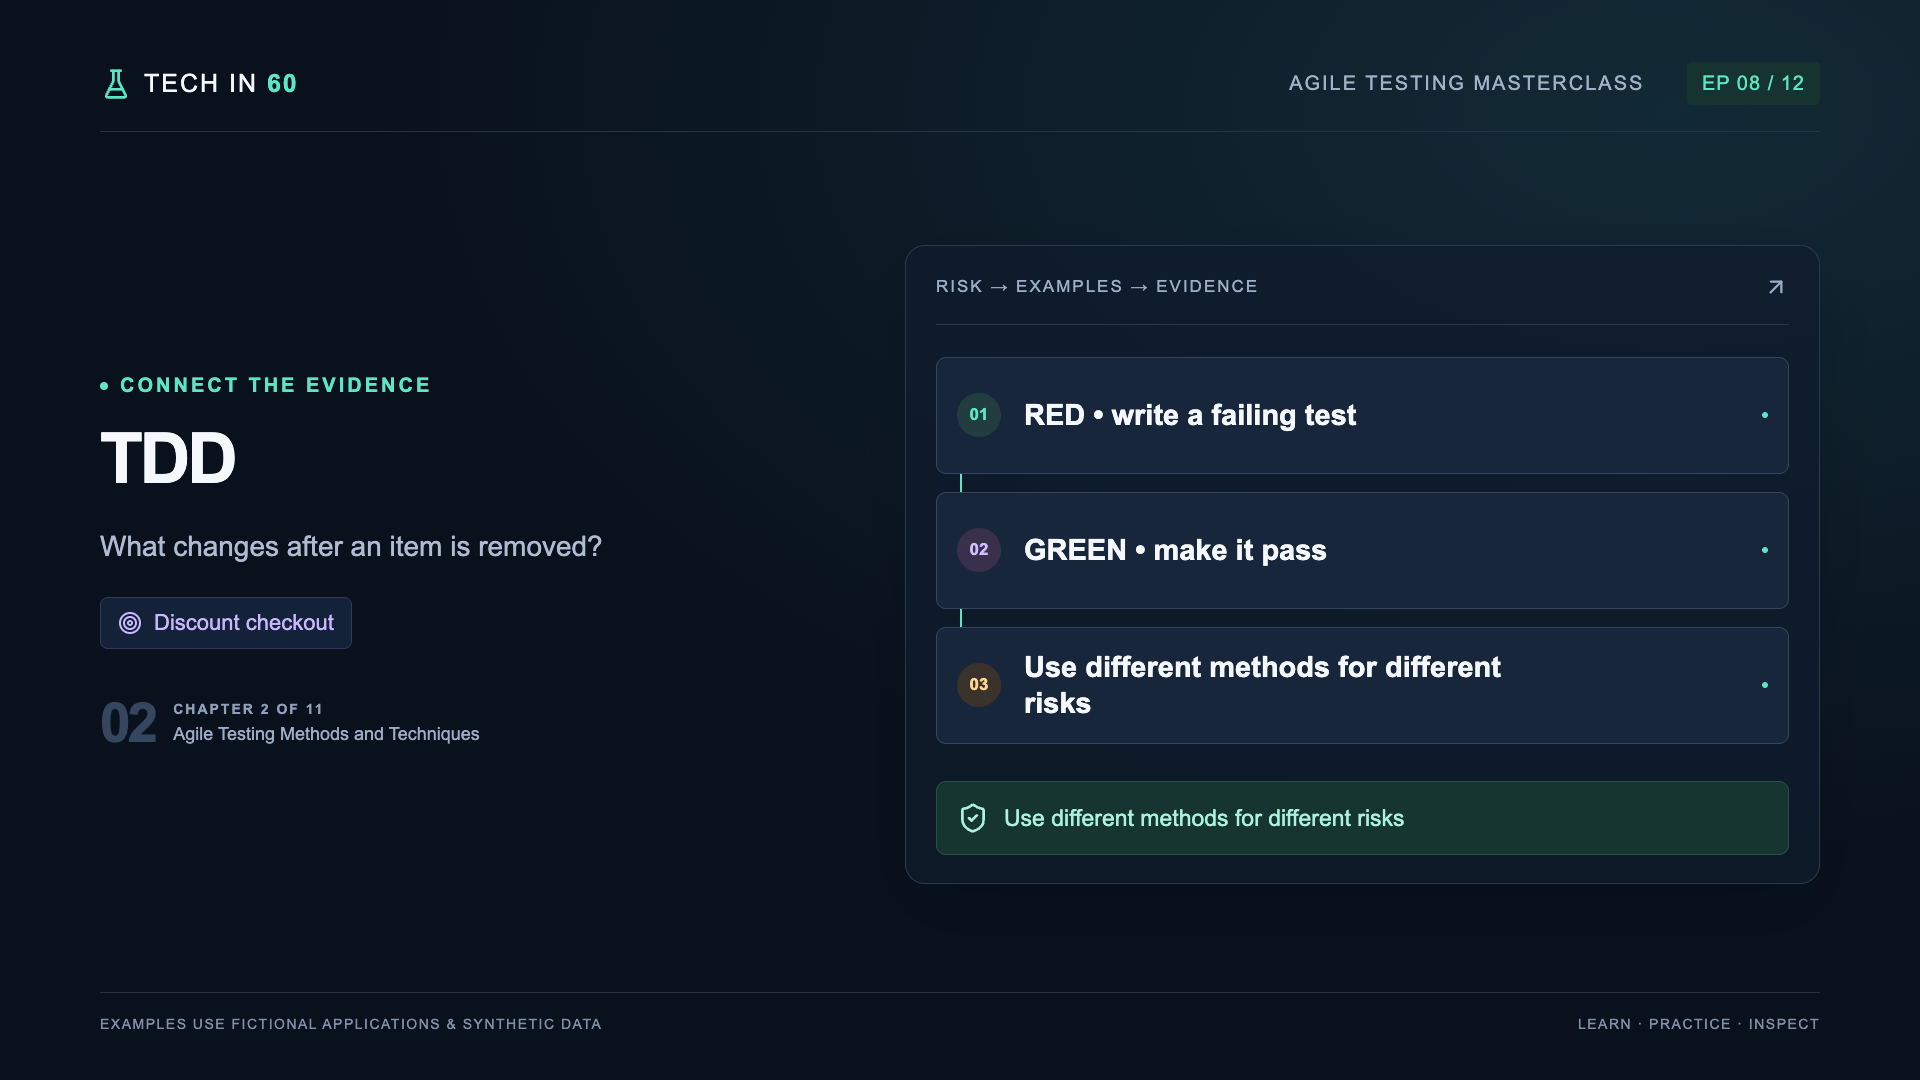 TECH IN 60
AGILE TESTING MASTERCLASS
EP 08 / 12
• CONNECT THE EVIDENCE
TDD
What changes after an item is removed?
Discount checkout
02
CHAPTER 2 OF 11
Agile Testing Methods and Techniques
RISK → EXAMPLES → EVIDENCE
01
RED • write a failing test
02
GREEN • make it pass
03
Use different methods for different
risks
Use different methods for different risks
EXAMPLES USE FICTIONAL APPLICATIONS & SYNTHETIC DATA
LEARN · PRACTICE · INSPECT